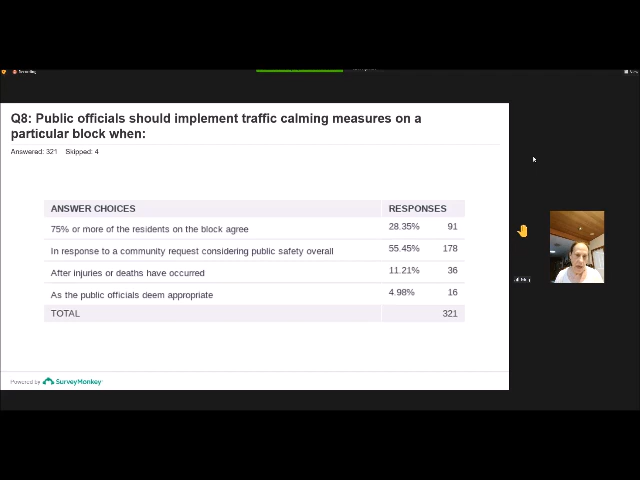 Recording
View
Q8: Public officials should implement traffic calming measures on a
particular block when:
Answered: 321 Skipped: 4
ANSWER CHOICES RESPONSES
75% or more of the residents on the block agree 28.35% 91
In response to a community request considering public safety overall 55.45% 178
After injuries or deaths have occurred 11.21% 36
As the public officials deem appropriate 4.98% 16
TOTAL 321
Powered by SurveyMonkey